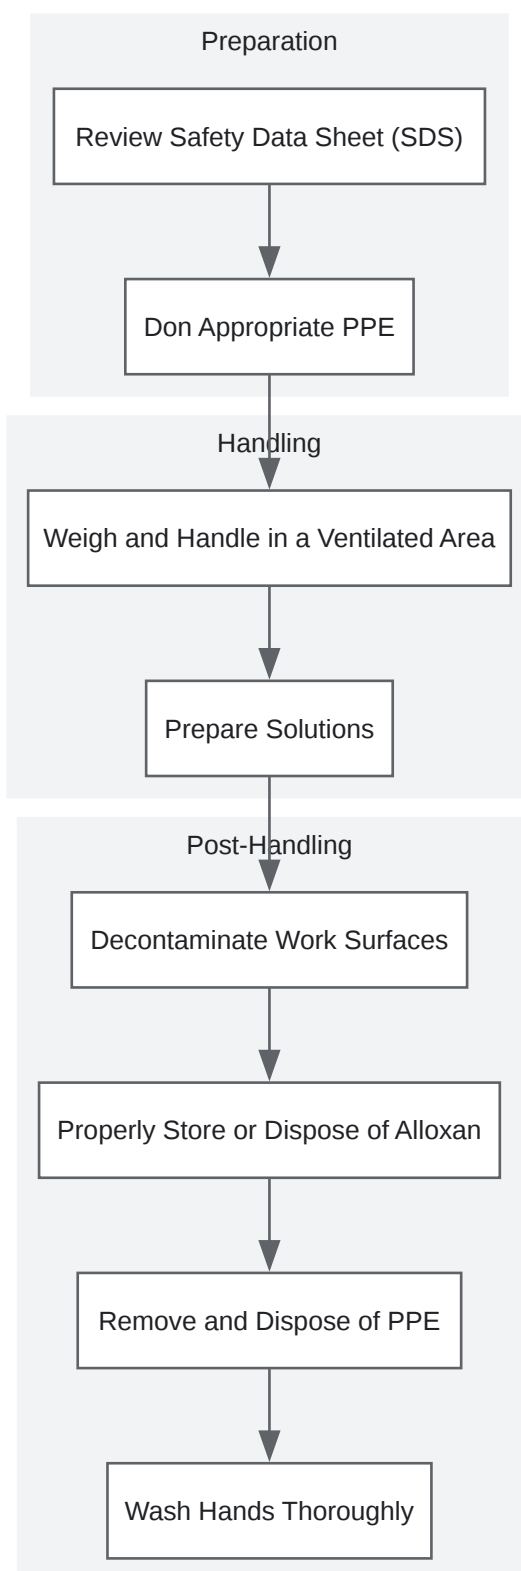 Preparation
Review Safety Data Sheet (SDS)
Don Appropriate PPE
Handling
Weigh and Handle in a Ventilated Area
Prepare Solutions
Post-Handling
Decontaminate Work Surfaces
Properly Store or Dispose of Alloxan
Remove and Dispose of PPE
Wash Hands Thoroughly